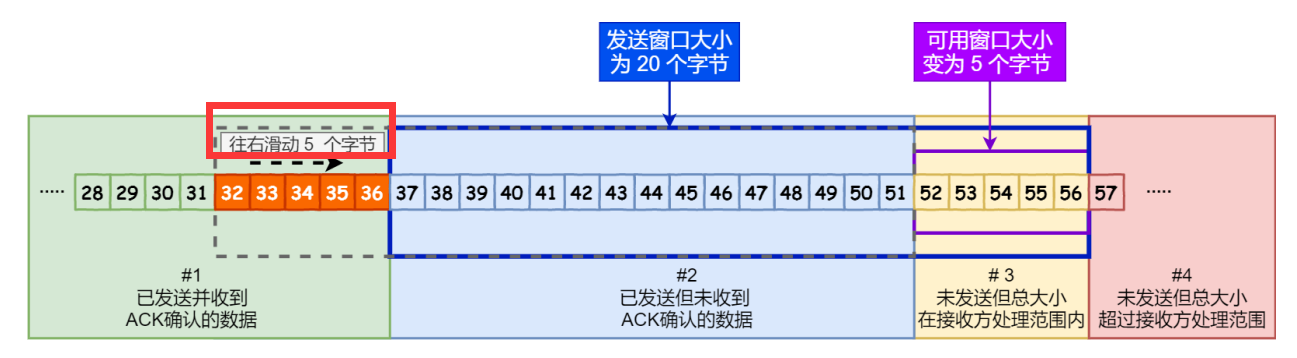 发送窗口大小
为 20 个字节
可用窗口大小
变为 5 个字节
往右滑动 5 个字节
..... 28 29 30 31 32 33 34 35 36 37 38 39 40 41 42 43 44 45 46 47 48 49 50 51 52 53 54 55 56 57 .....
#1
已发送并收到
ACK确认的数据
#2
已发送但未收到
ACK确认的数据
# 3
未发送但总大小
在接收方处理范围内
#4
未发送但总大小
超过接收方处理范围